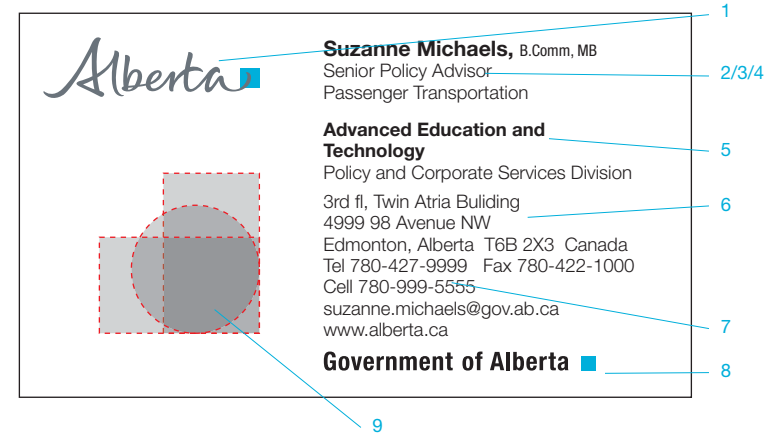 1
Alberta
Suzanne Michaels, B.Comm, MB
Senior Policy Advisor
2/3/4
Passenger Transportation
Advanced Education and
5
Technology
Policy and Corporate Services Division
3rd fl, Twin Atria Buliding
6
4999 98 Avenue NW
Edmonton, Alberta T6B 2X3 Canada
Tel 780-427-9999 Fax 780-422-1000
Cell 780-999-5555
suzanne.michaels@gov.ab.ca
7
www.alberta.ca
Government of Alberta
8
9